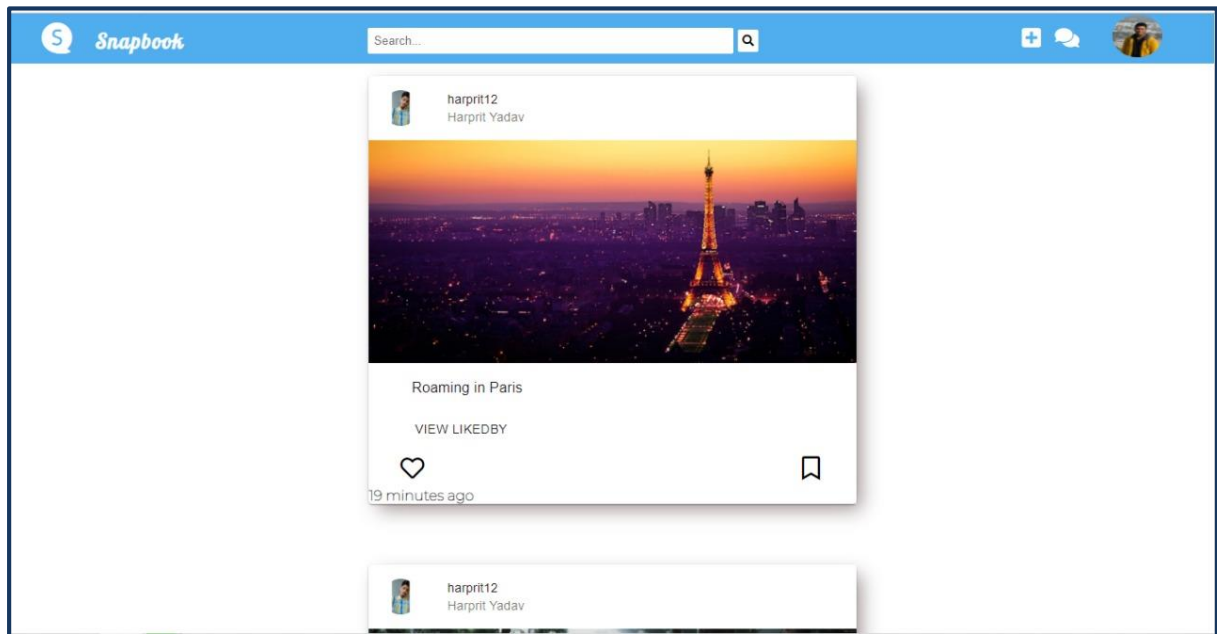 S Snapbook
Search...
harprit12
Harprit Yadav
Roaming in Paris
VIEW LIKEDBY
19 minutes ago
harprit12
Harprit Yadav